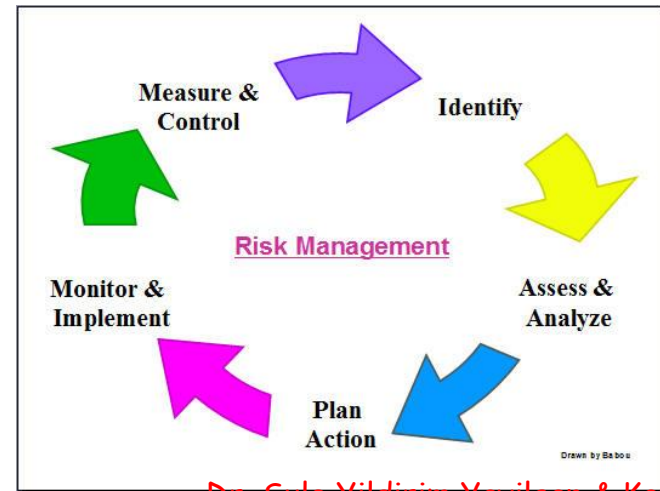 Measure &
Control
Identify
Risk Management
Monitor &
Implement
Assess &
Analyze
Plan
Action
Drawn by Babou